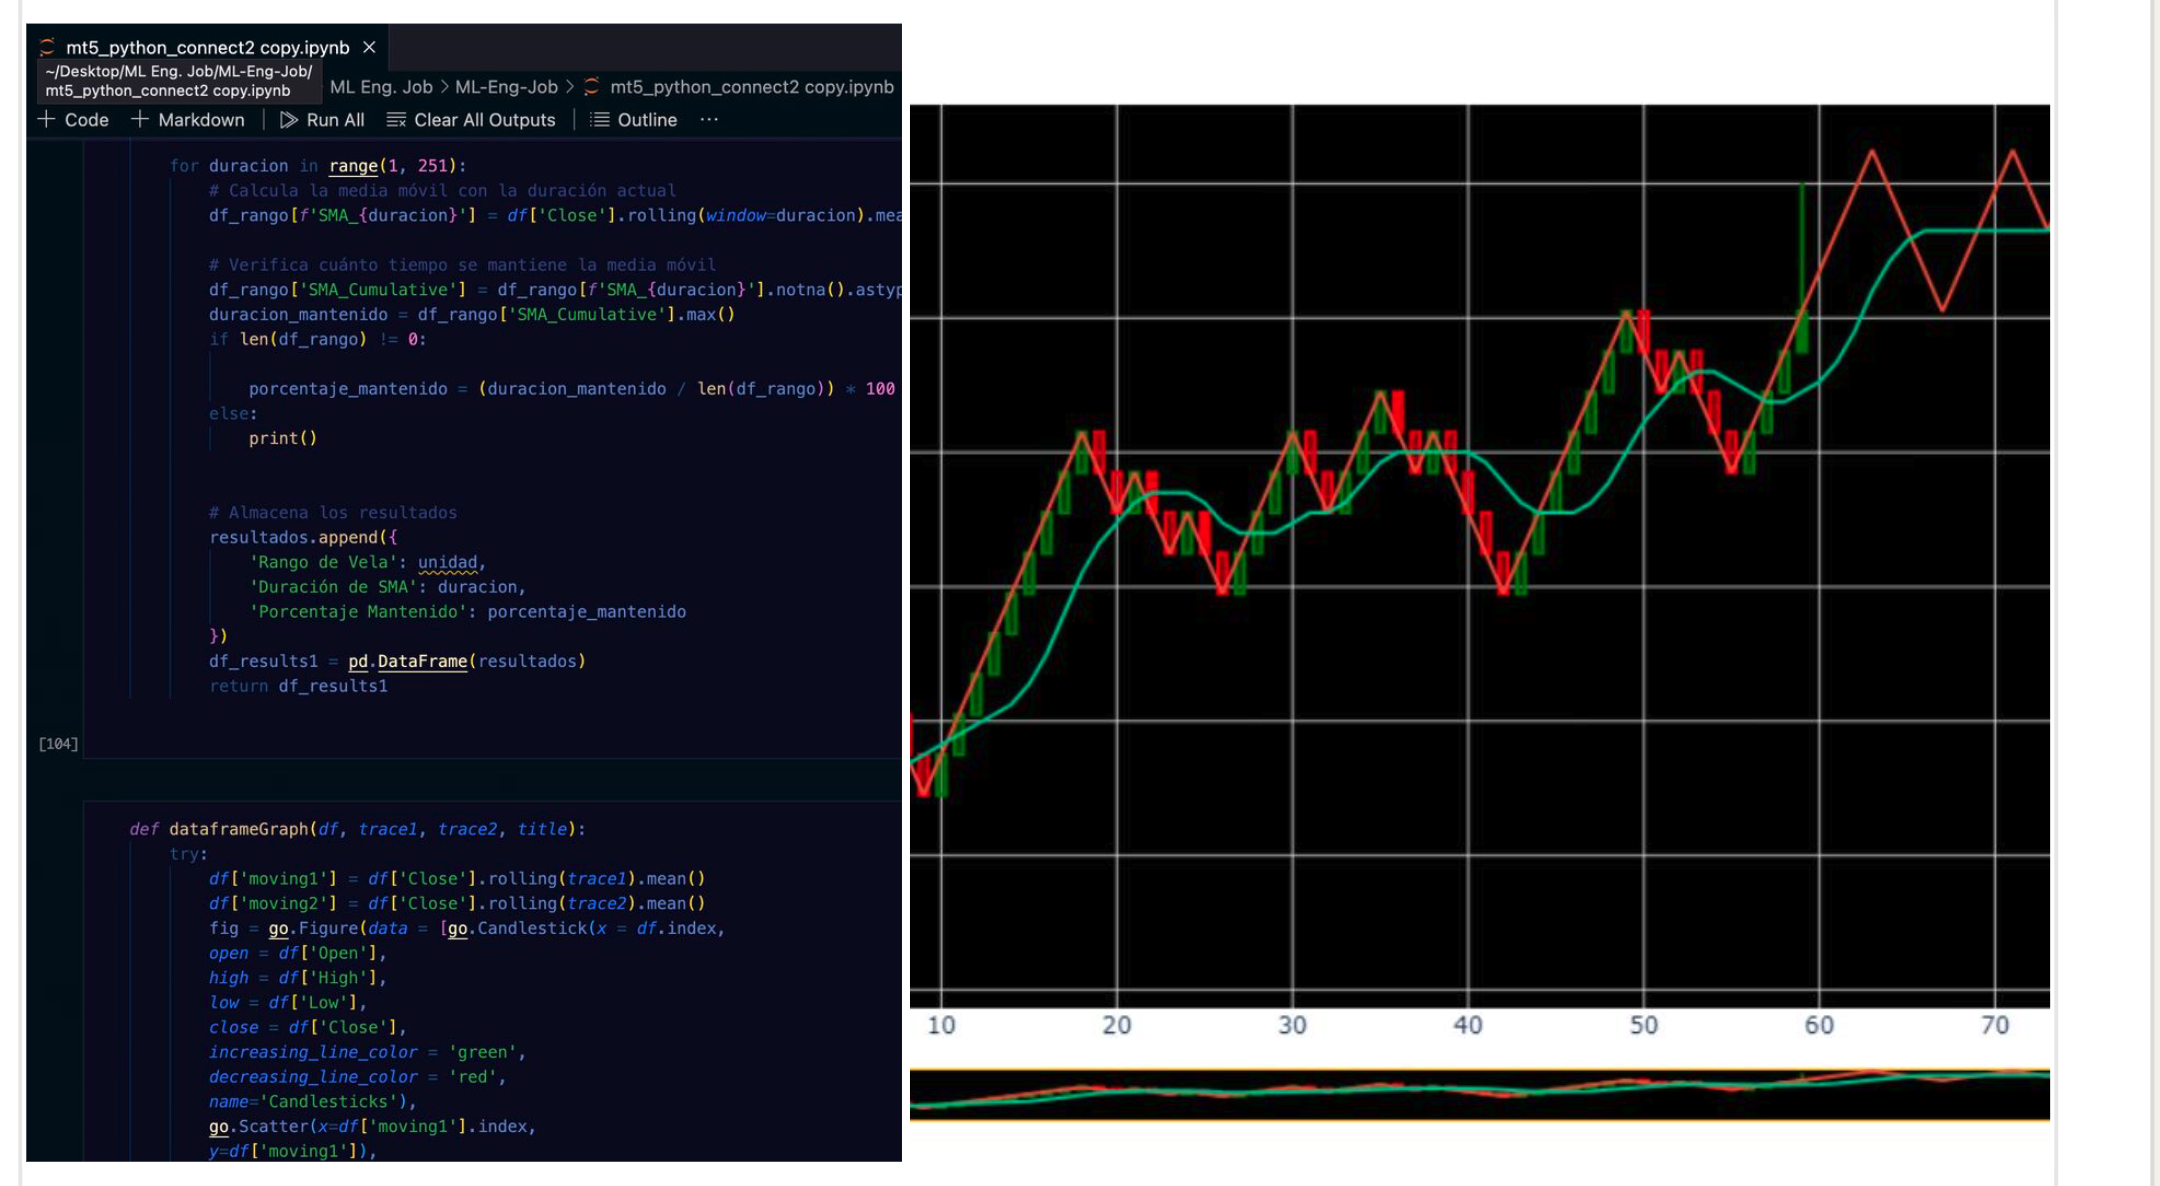 mt5_python_connect2 copy.ipynb
~/Desktop/ML Eng. Job/ML-Eng-Job/
mt5_python_connect2 copy.ipynb
ML Eng. Job > ML-Eng-Job > mt5_python_connect2 copy.ipynb
+ Code + Markdown | Run All Clear All Outputs | Outline ...
for duracion in range(1, 251):
# Calcula la media móvil con la duración actual
df_rango[f'SMA_{duracion}'] = df['Close'].rolling(window=duracion).mea
# Verifica cuánto tiempo se mantiene la media móvil
df_rango['SMA_Cumulative'] = df_rango[f'SMA_{duracion}'].notna().astyp
duracion_mantenido = df_rango['SMA_Cumulative'].max()
if len(df_rango) != 0:
porcentaje_mantenido = (duracion_mantenido / len(df_rango)) * 100
else:
print()
# Almacena los resultados
resultados.append({
'Rango de Vela': unidad,
'Duración de SMA': duracion,
'Porcentaje Mantenido': porcentaje_mantenido
})
df_results1 = pd.DataFrame(resultados)
return df_results1
[104]
def dataframeGraph(df, trace1, trace2, title):
try:
df['moving1'] = df['Close'].rolling(trace1).mean()
df['moving2'] = df['Close'].rolling(trace2).mean()
fig = go.Figure(data = [go.Candlestick(x = df.index,
open = df['Open'],
high = df['High'],
low = df['Low'],
close = df['Close'],
increasing_line_color = 'green',
decreasing_line_color = 'red',
name='Candlesticks'),
go.Scatter(x=df['moving1'].index,
y=df['moving1']),
10 20 30 40 50 60 70